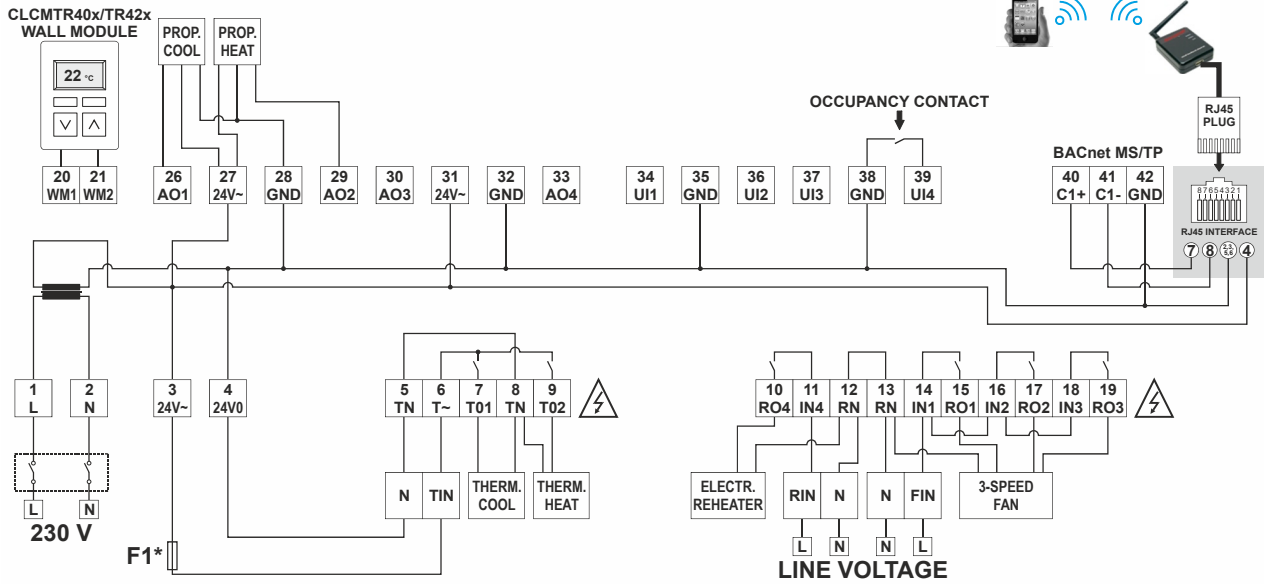 CLCMTR40x/TR42x
WALL MODULE
22 °C
PROP.
COOL
PROP.
HEAT
OCCUPANCY CONTACT
RJ45
PLUG
BACnet MS/TP
20
WM1
21
WM2
26
AO1
27
24V~
28
GND
29
AO2
30
AO3
31
24V~
32
GND
33
AO4
34
UI1
35
GND
36
UI2
37
UI3
38
GND
39
UI4
40
C1+
41
C1-
42
GND
87654321
RJ45 INTERFACE
7
8
2,3,
5,6
4
1
L
2
N
3
24V~
4
24V0
5
TN
6
T~
7
T01
8
TN
9
T02
10
RO4
11
IN4
12
RN
13
RN
14
IN1
15
RO1
16
IN2
17
RO2
18
IN3
19
RO3
N
TIN
THERM.
COOL
THERM.
HEAT
ELECTR.
REHEATER
RIN
N
N
FIN
3-SPEED
FAN
L
N
230 V
F1*
L
N
N
L
LINE VOLTAGE